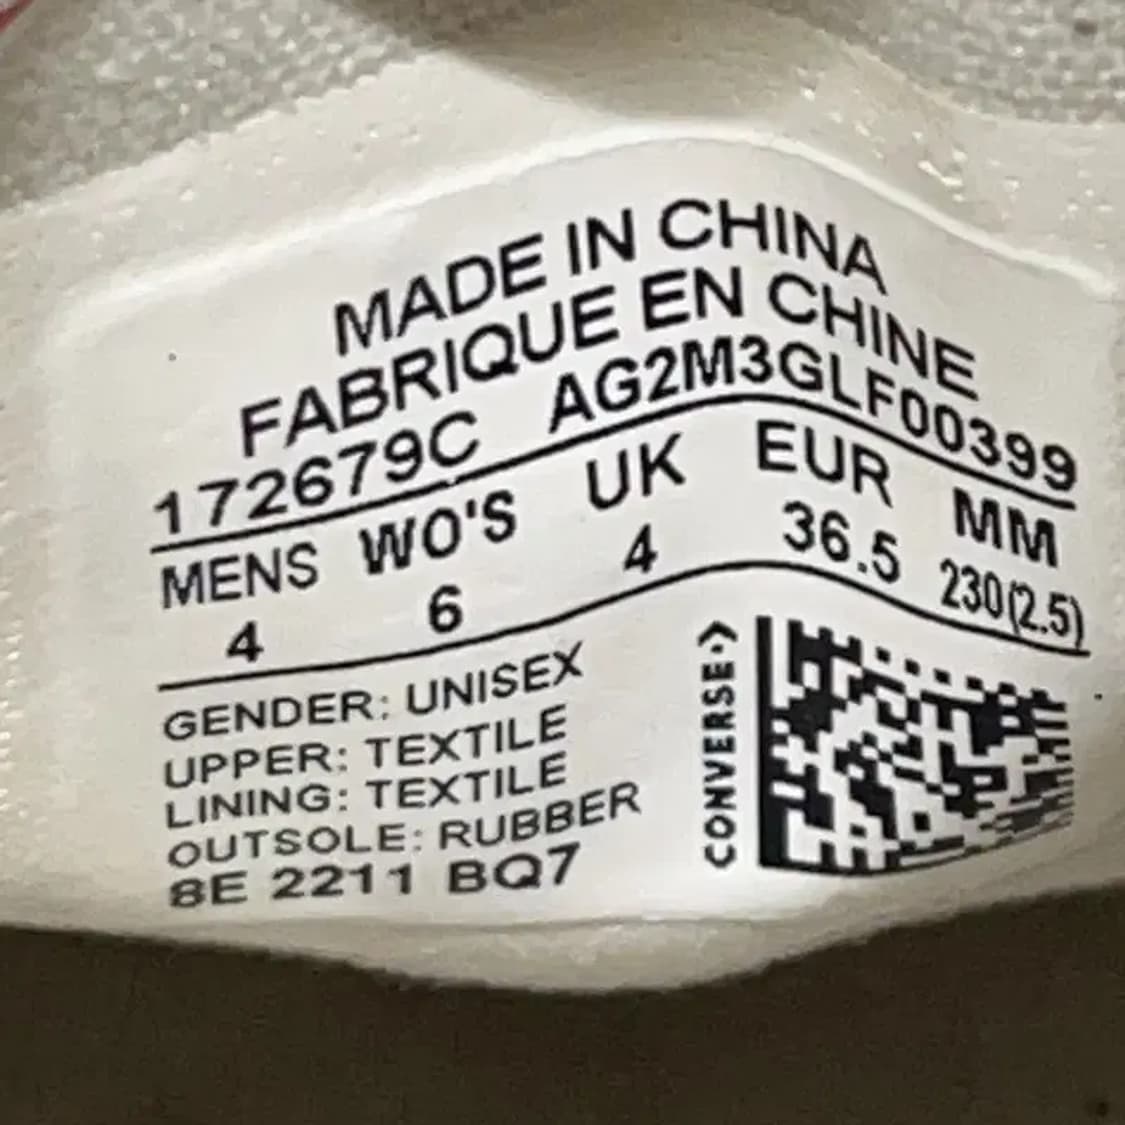 MADE IN CHINA
FABRIQUE EN CHINE
172679C AG2M3GLF00399
MENS WO'S UK EUR MM
4 6 4 36.5 230(2.5)
GENDER: UNISEX
UPPER: TEXTILE
LINING: TEXTILE
OUTSOLE: RUBBER
8E 2211 BQ7
CONVERSE